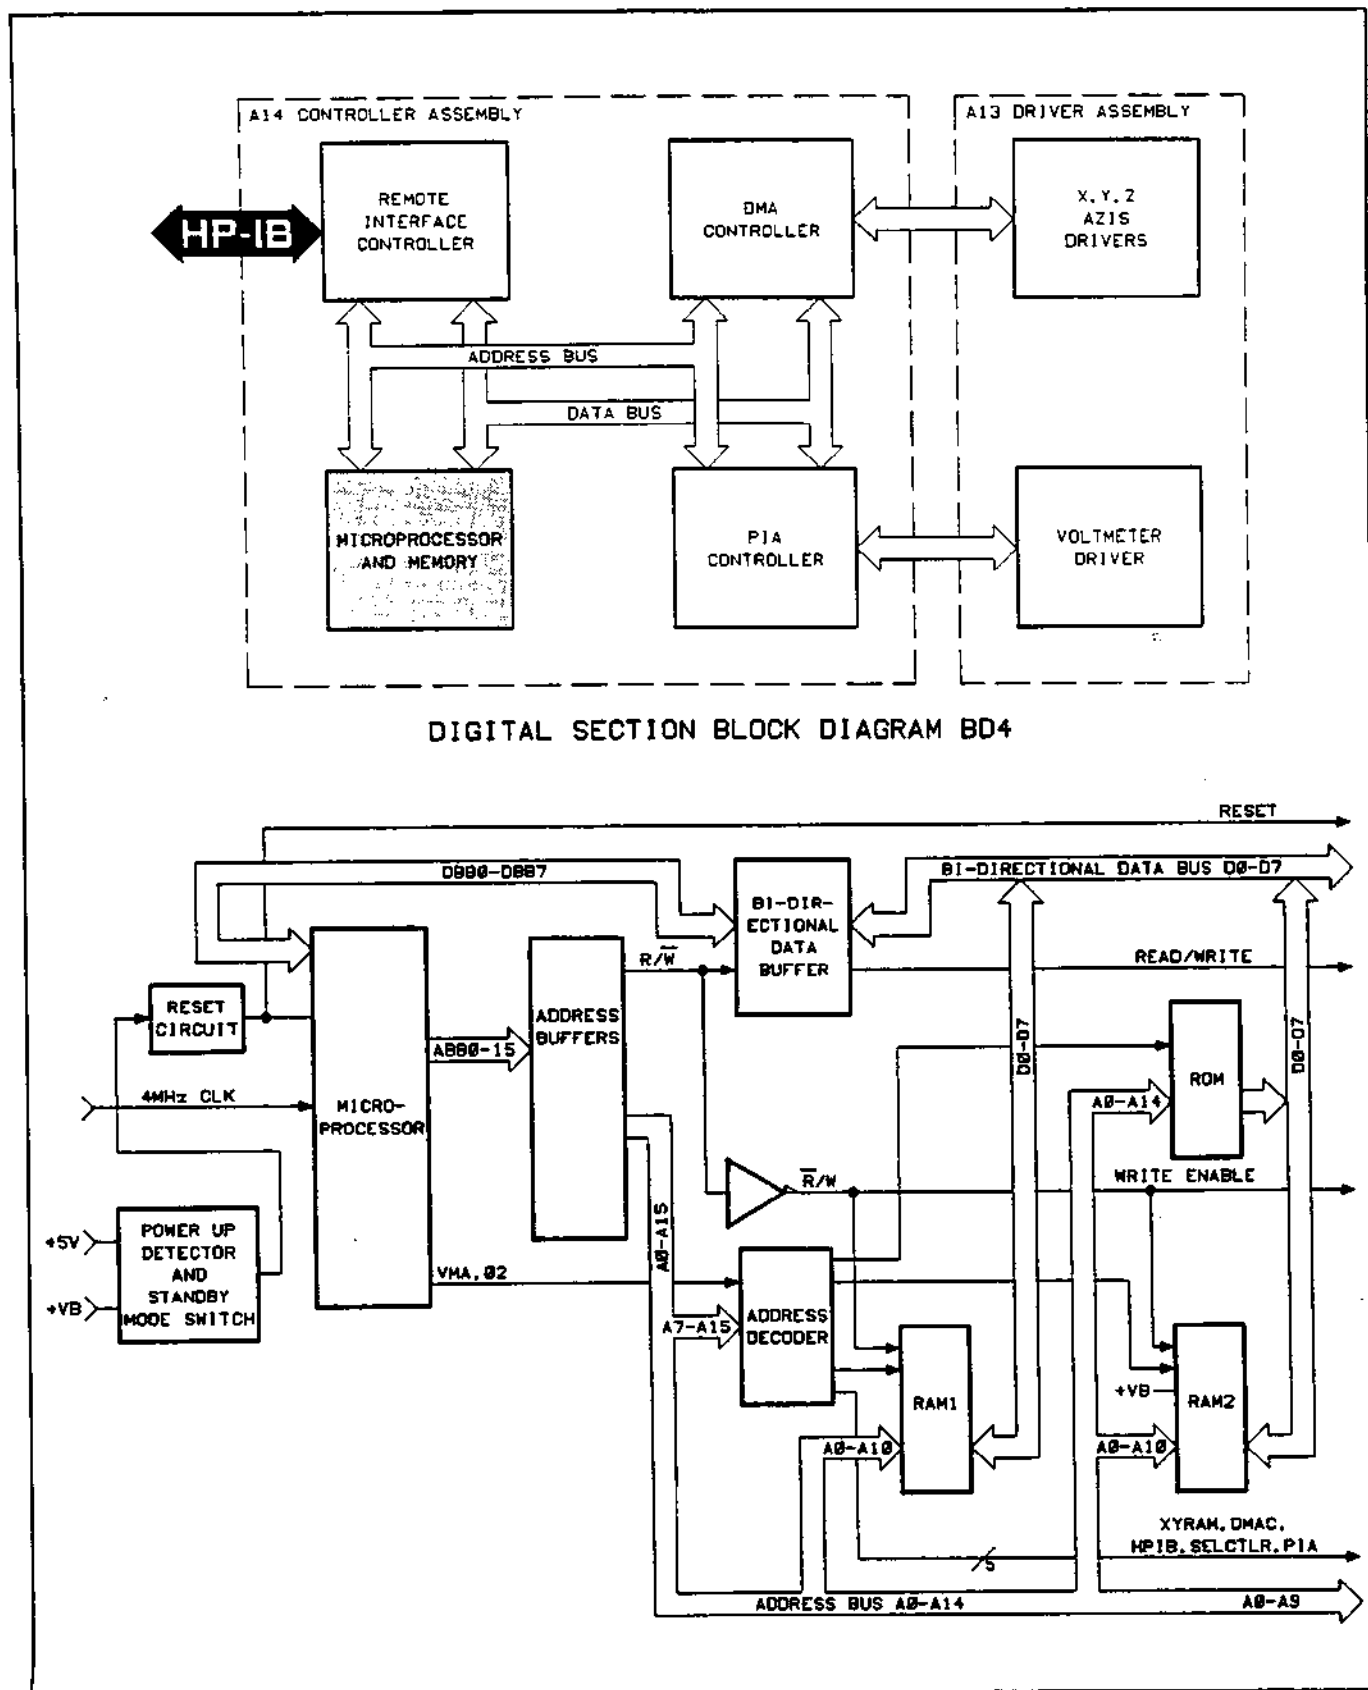 A14 CONTROLLER ASSEMBLY
A13 DRIVER ASSEMBLY
HP-IB
REMOTE
INTERFACE
CONTROLLER
DMA
CONTROLLER
X,Y,Z
AZIS
DRIVERS
ADDRESS BUS
DATA BUS
MICROPROCESSOR
AND MEMORY
PIA
CONTROLLER
VOLTMETER
DRIVER
DIGITAL SECTION BLOCK DIAGRAM BD4
RESET
DBB0-DBB7
BI-DIRECTIONAL DATA BUS D0-D7
BI-DIR-
ECTIONAL
DATA
BUFFER
R/W̅
READ/WRITE
RESET
CIRCUIT
ADDRESS
BUFFERS
ABB0-15
D0-D7
D0-D7
ROM
A0-A14
4MHz CLK
MICRO-
PROCESSOR
R̅/W
WRITE ENABLE
A0-A15
+5V
+VB
POWER UP
DETECTOR
AND
STANDBY
MODE SWITCH
VMA,02
A7-A15
ADDRESS
DECODER
RAM1
+VB
RAM2
A0-A10
A0-A10
XYRAM,DMAC,
HPIB,SELCTLR,PIA
5
ADDRESS BUS A0-A14
A0-A9